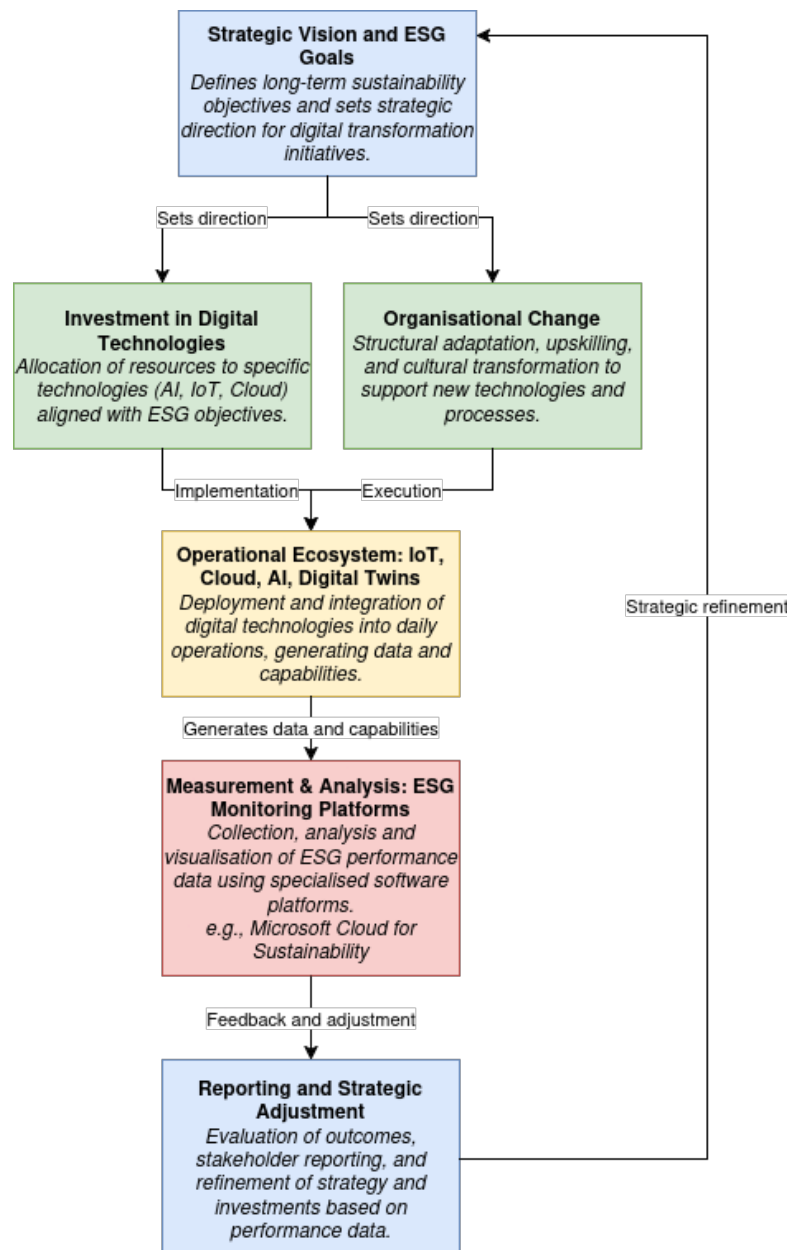 Strategic Vision and ESG
Goals
Defines long-term sustainability
objectives and sets strategic
direction for digital transformation
initiatives.
Sets direction
Sets direction
Investment in Digital
Technologies
Allocation of resources to specific
technologies (AI, IoT, Cloud)
aligned with ESG objectives.
Organisational Change
Structural adaptation, upskilling,
and cultural transformation to
support new technologies and
processes.
Implementation
Execution
Operational Ecosystem: IoT,
Cloud, AI, Digital Twins
Deployment and integration of
digital technologies into daily
operations, generating data and
capabilities.
Strategic refinement
Generates data and capabilities
Measurement & Analysis: ESG
Monitoring Platforms
Collection, analysis and
visualisation of ESG performance
data using specialised software
platforms.
e.g., Microsoft Cloud for
Sustainability
Feedback and adjustment
Reporting and Strategic
Adjustment
Evaluation of outcomes,
stakeholder reporting, and
refinement of strategy and
investments based on
performance data.